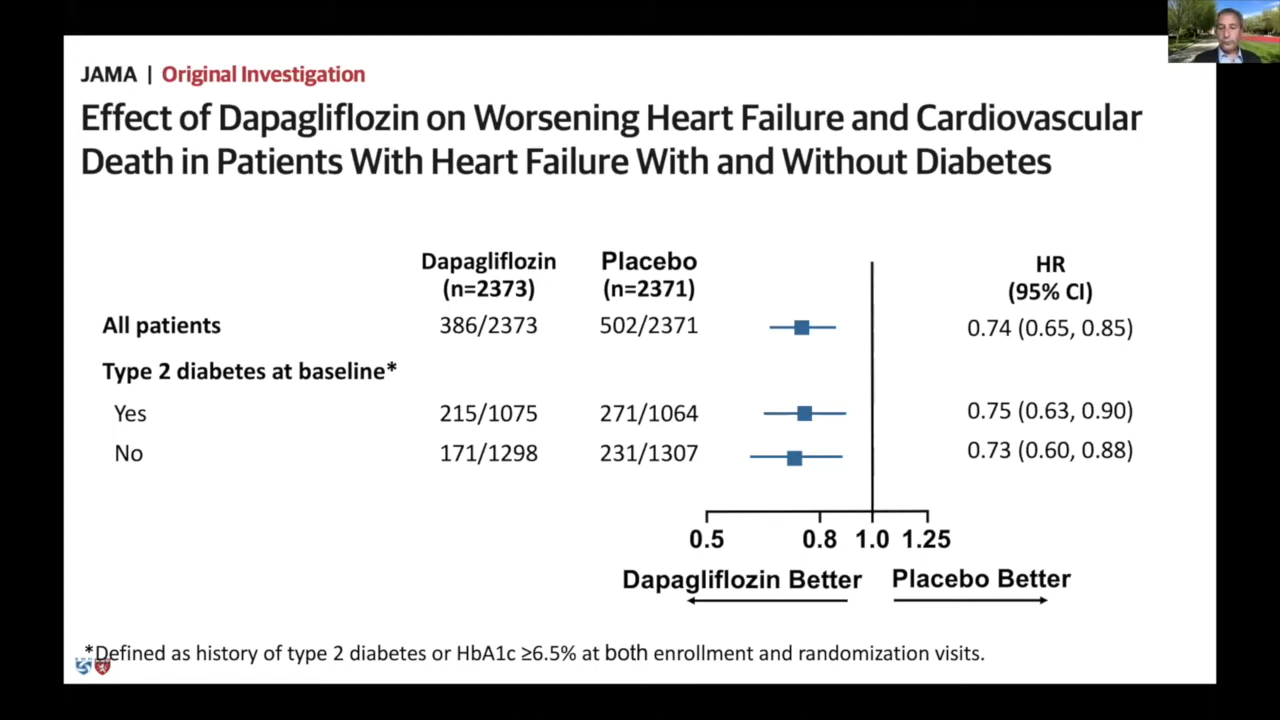 JAMA | Original Investigation
Effect of Dapagliflozin on Worsening Heart Failure and Cardiovascular
Death in Patients With Heart Failure With and Without Diabetes
Dapagliflozin Placebo HR
(n=2373) (n=2371) (95% CI)
All patients 386/2373 502/2371 0.74 (0.65, 0.85)
Type 2 diabetes at baseline*
Yes 215/1075 271/1064 0.75 (0.63, 0.90)
No 171/1298 231/1307 0.73 (0.60, 0.88)
0.5 0.8 1.0 1.25
Dapagliflozin Better Placebo Better
*Defined as history of type 2 diabetes or HbA1c ≥6.5% at both enrollment and randomization visits.